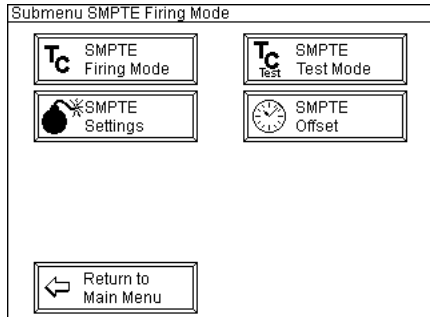 Submenu SMPTE Firing Mode
TC
SMPTE
Firing Mode
TC
Test
SMPTE
Test Mode
SMPTE
Settings
SMPTE
Offset
Return to
Main Menu